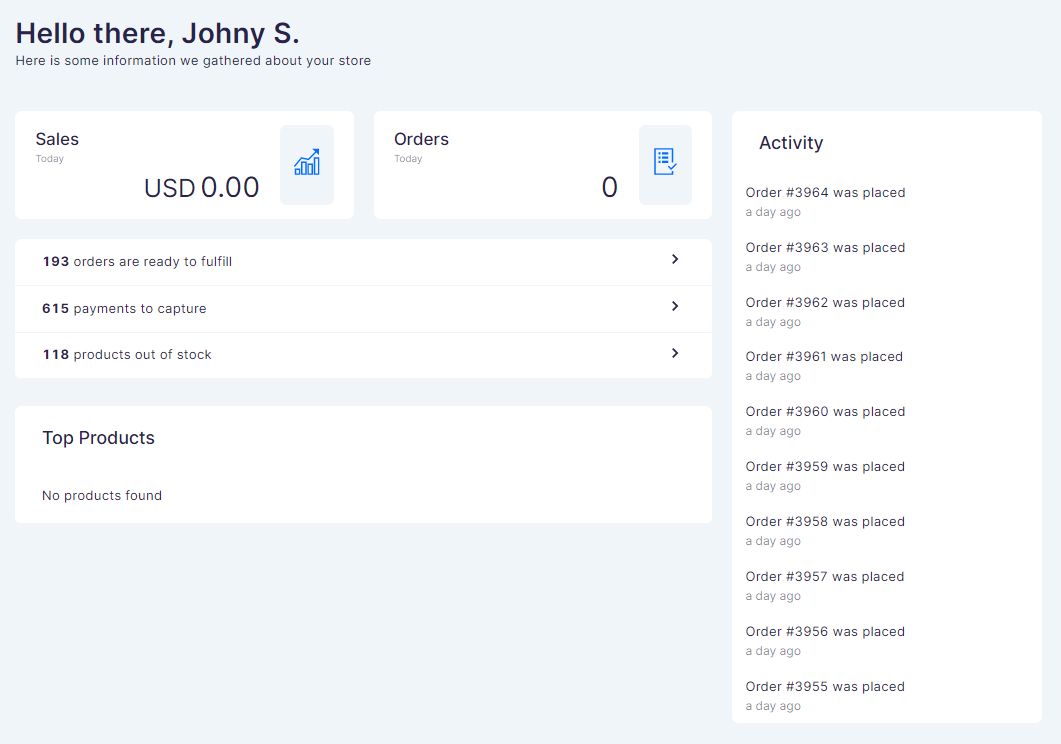 Hello there, Johny S.
Here is some information we gathered about your store
Sales
Today
USD 0.00
Orders
Today
0
193 orders are ready to fulfill
615 payments to capture
118 products out of stock
Top Products
No products found
Activity
Order #3964 was placed
a day ago
Order #3963 was placed
a day ago
Order #3962 was placed
a day ago
Order #3961 was placed
a day ago
Order #3960 was placed
a day ago
Order #3959 was placed
a day ago
Order #3958 was placed
a day ago
Order #3957 was placed
a day ago
Order #3956 was placed
a day ago
Order #3955 was placed
a day ago